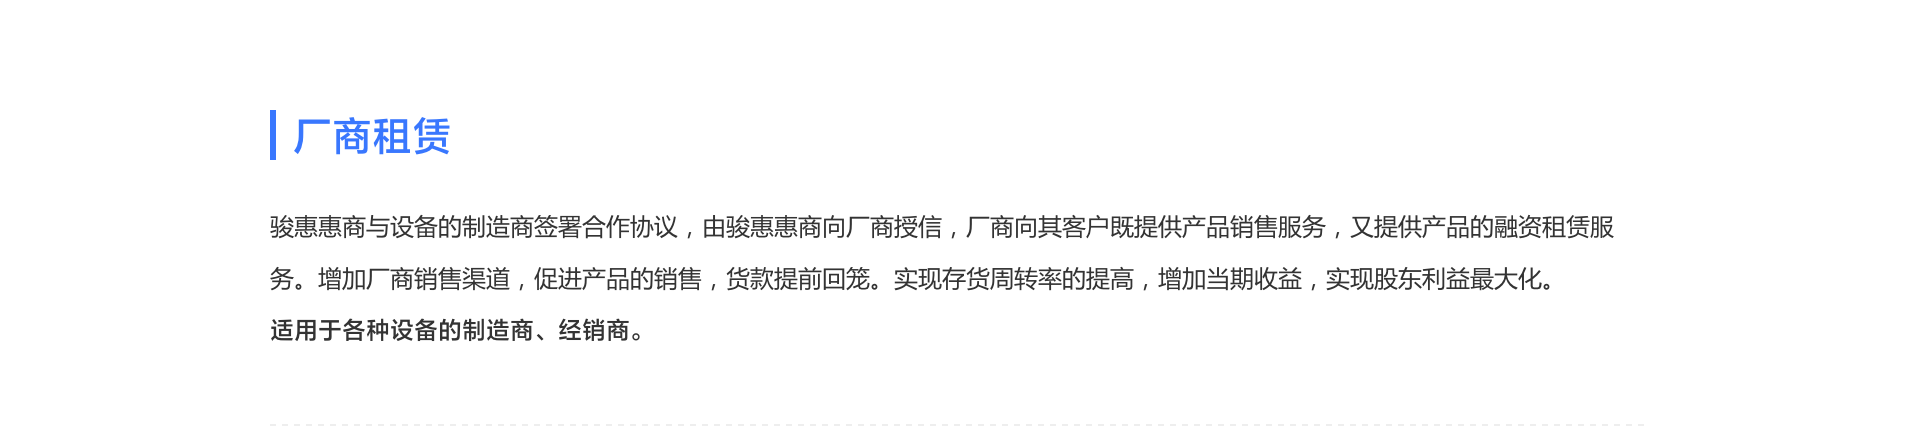 厂商租赁
骏惠惠商与设备的制造商签署合作协议，由骏惠惠商向厂商授信，厂商向其客户既提供产品销售服务，又提供产品的融资租赁服
务。增加厂商销售渠道，促进产品的销售，货款提前回笼。实现存货周转率的提高，增加当期收益，实现股东利益最大化。
适用于各种设备的制造商、经销商。